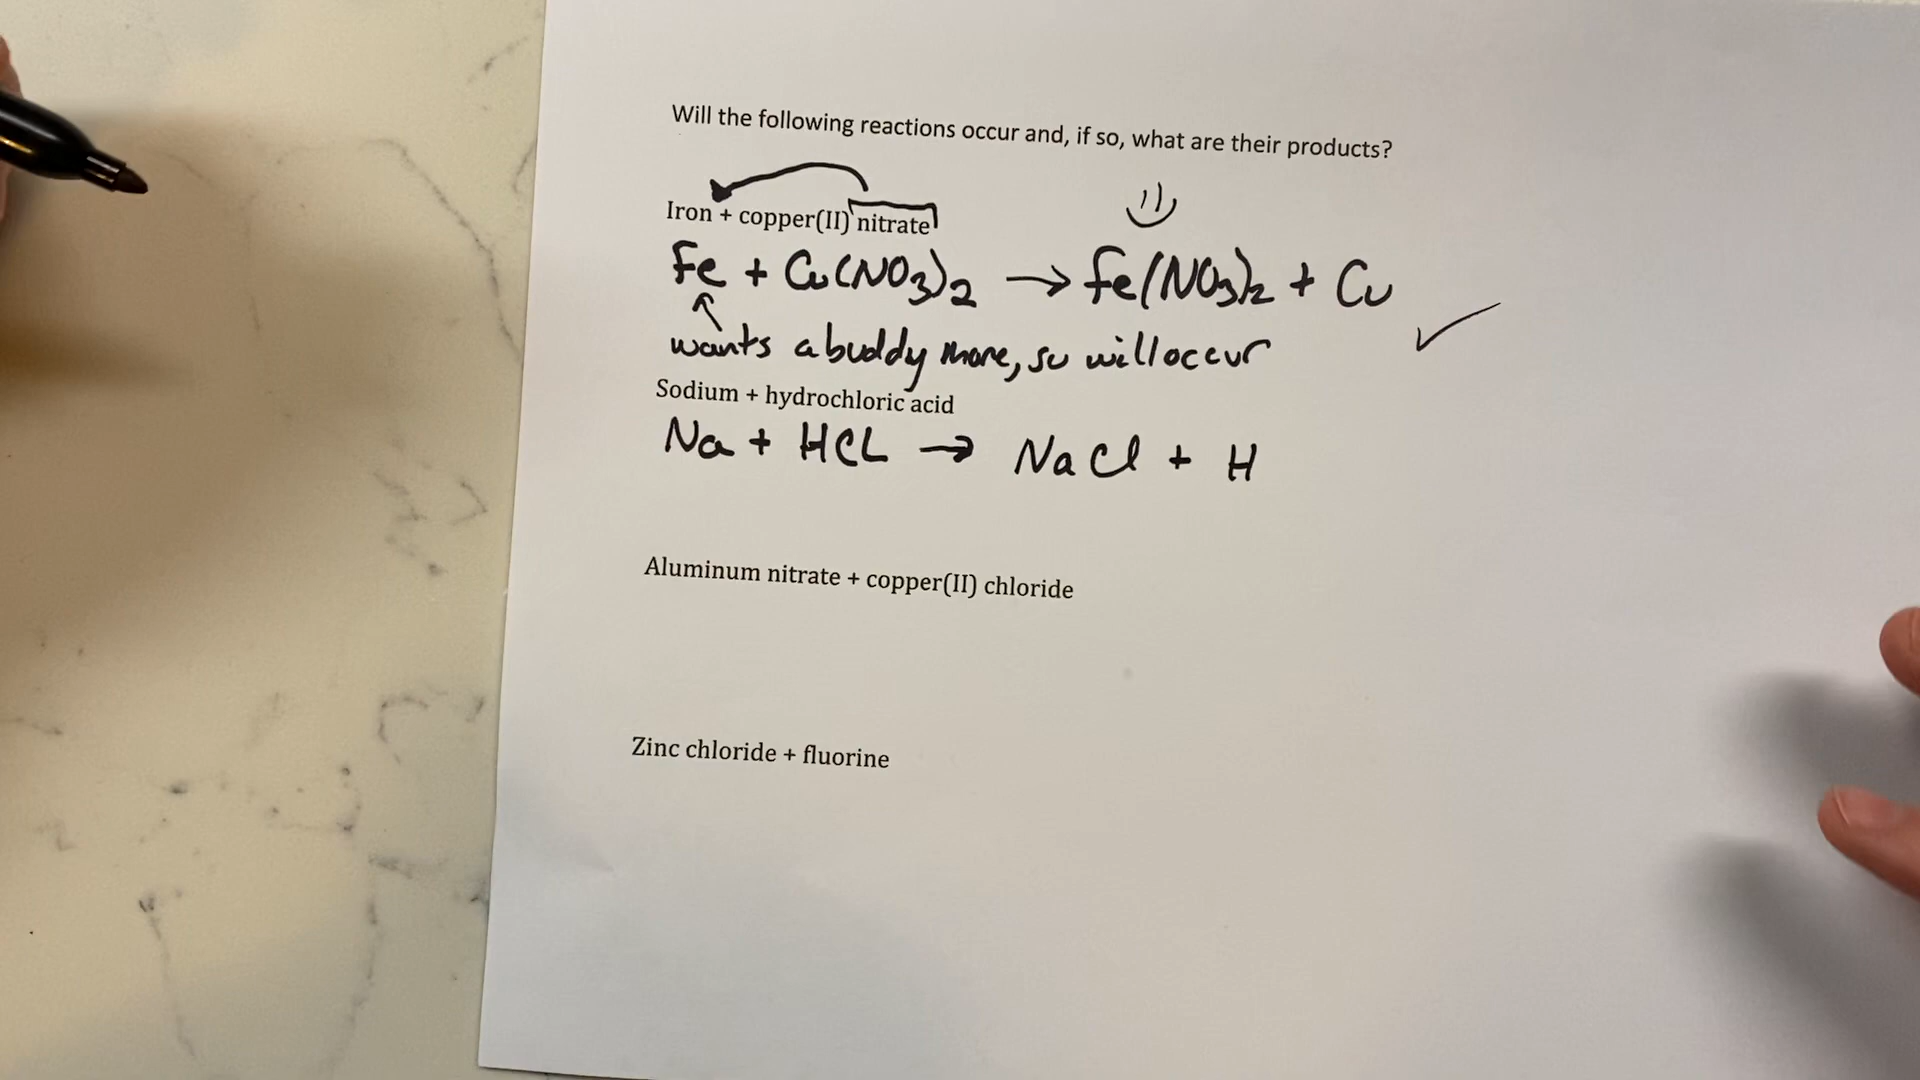 Will the following reactions occur and, if so, what are their products?
Iron + copper(II) nitrate
Fe + Cu(NO3)2 → Fe(NO3)2 + Cu
wants a buddy more, so will occur
Sodium + hydrochloric acid
Na + HCL → NaCl + H
Aluminum nitrate + copper(II) chloride
Zinc chloride + fluorine